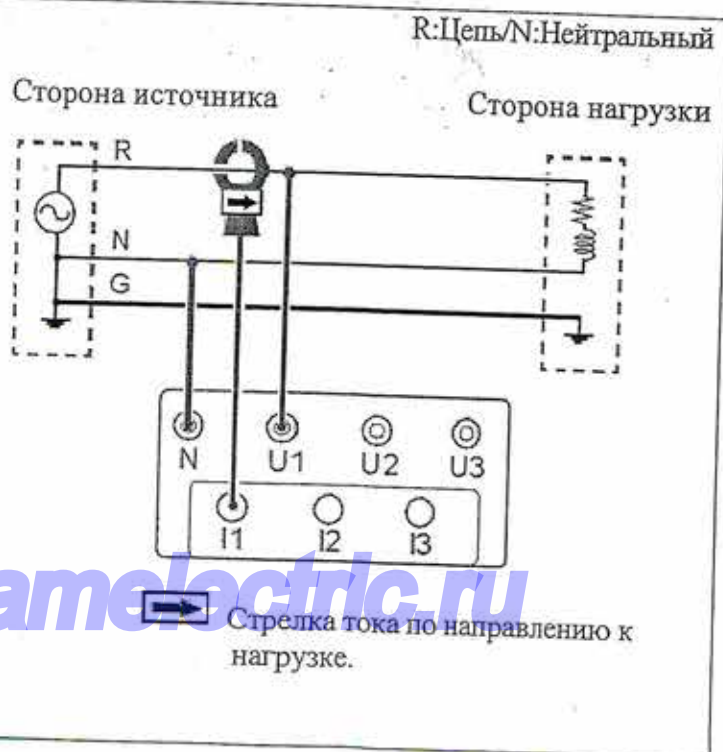 R:Цепь/N:Нейтральный
Сторона источника
Сторона нагрузки
R
N
G
N
U1
U2
U3
I1
I2
I3
amelectric.ru
Стрелка тока по направлению к
нагрузке.